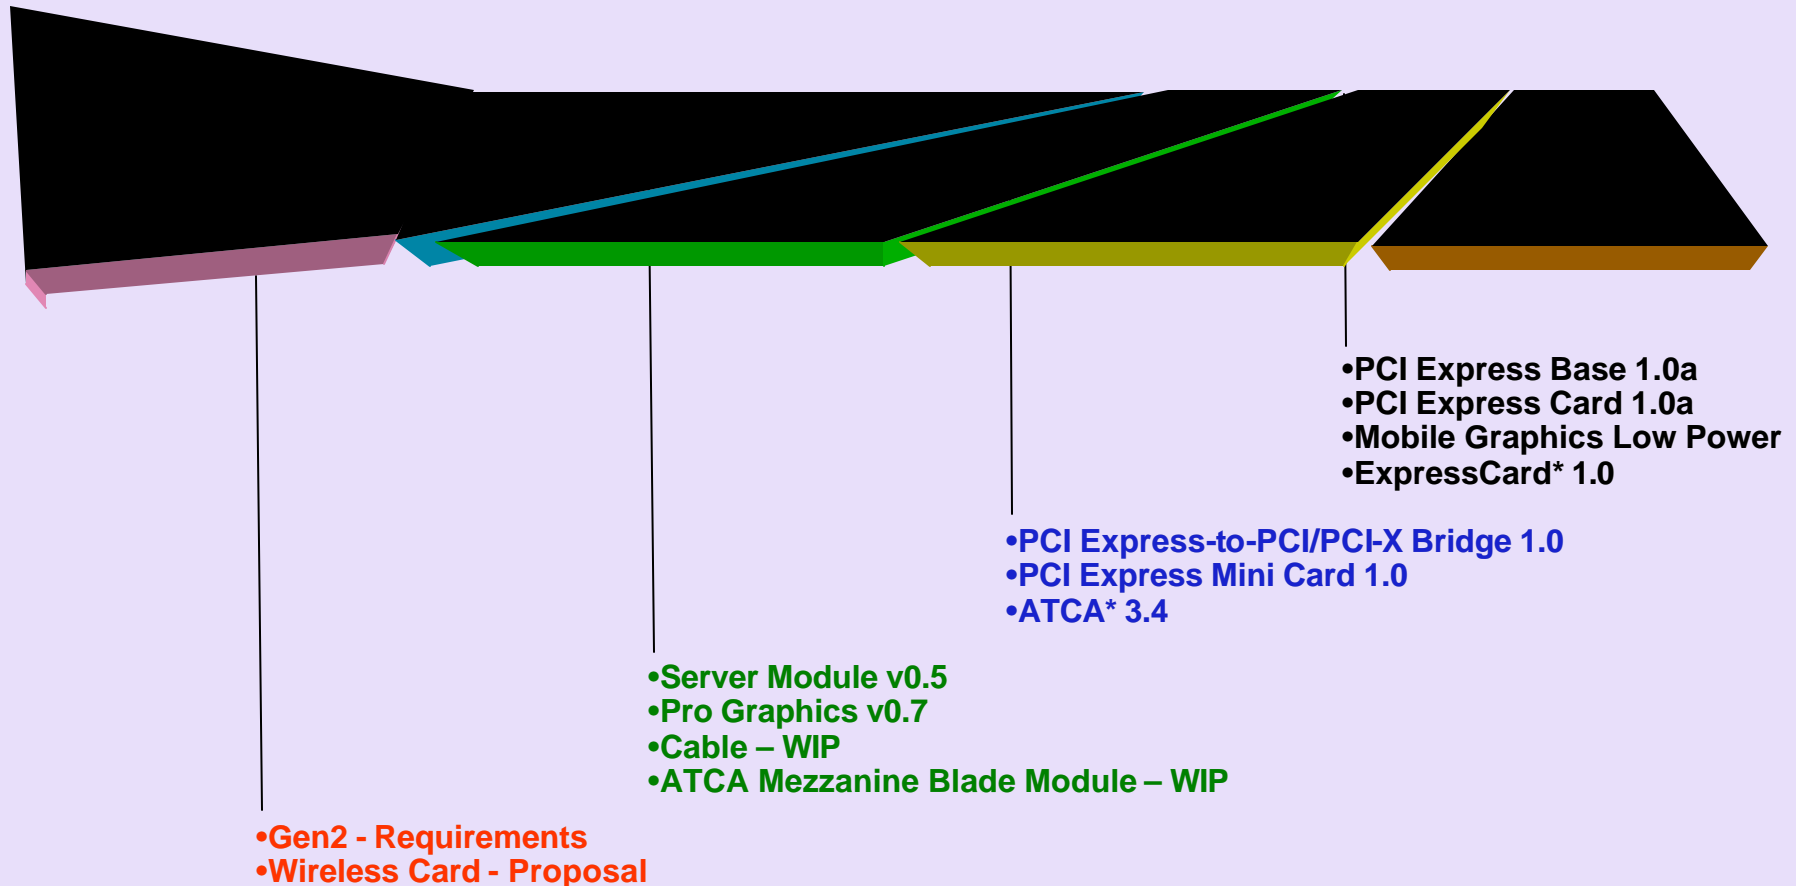 •PCI Express Base 1.0a
•PCI Express Card 1.0a
•Mobile Graphics Low Power
•ExpressCard* 1.0
•PCI Express-to-PCI/PCI-X Bridge 1.0
•PCI Express Mini Card 1.0
•ATCA* 3.4
•Server Module v0.5
•Pro Graphics v0.7
•Cable – WIP
•ATCA Mezzanine Blade Module – WIP
•Gen2 - Requirements
•Wireless Card - Proposal